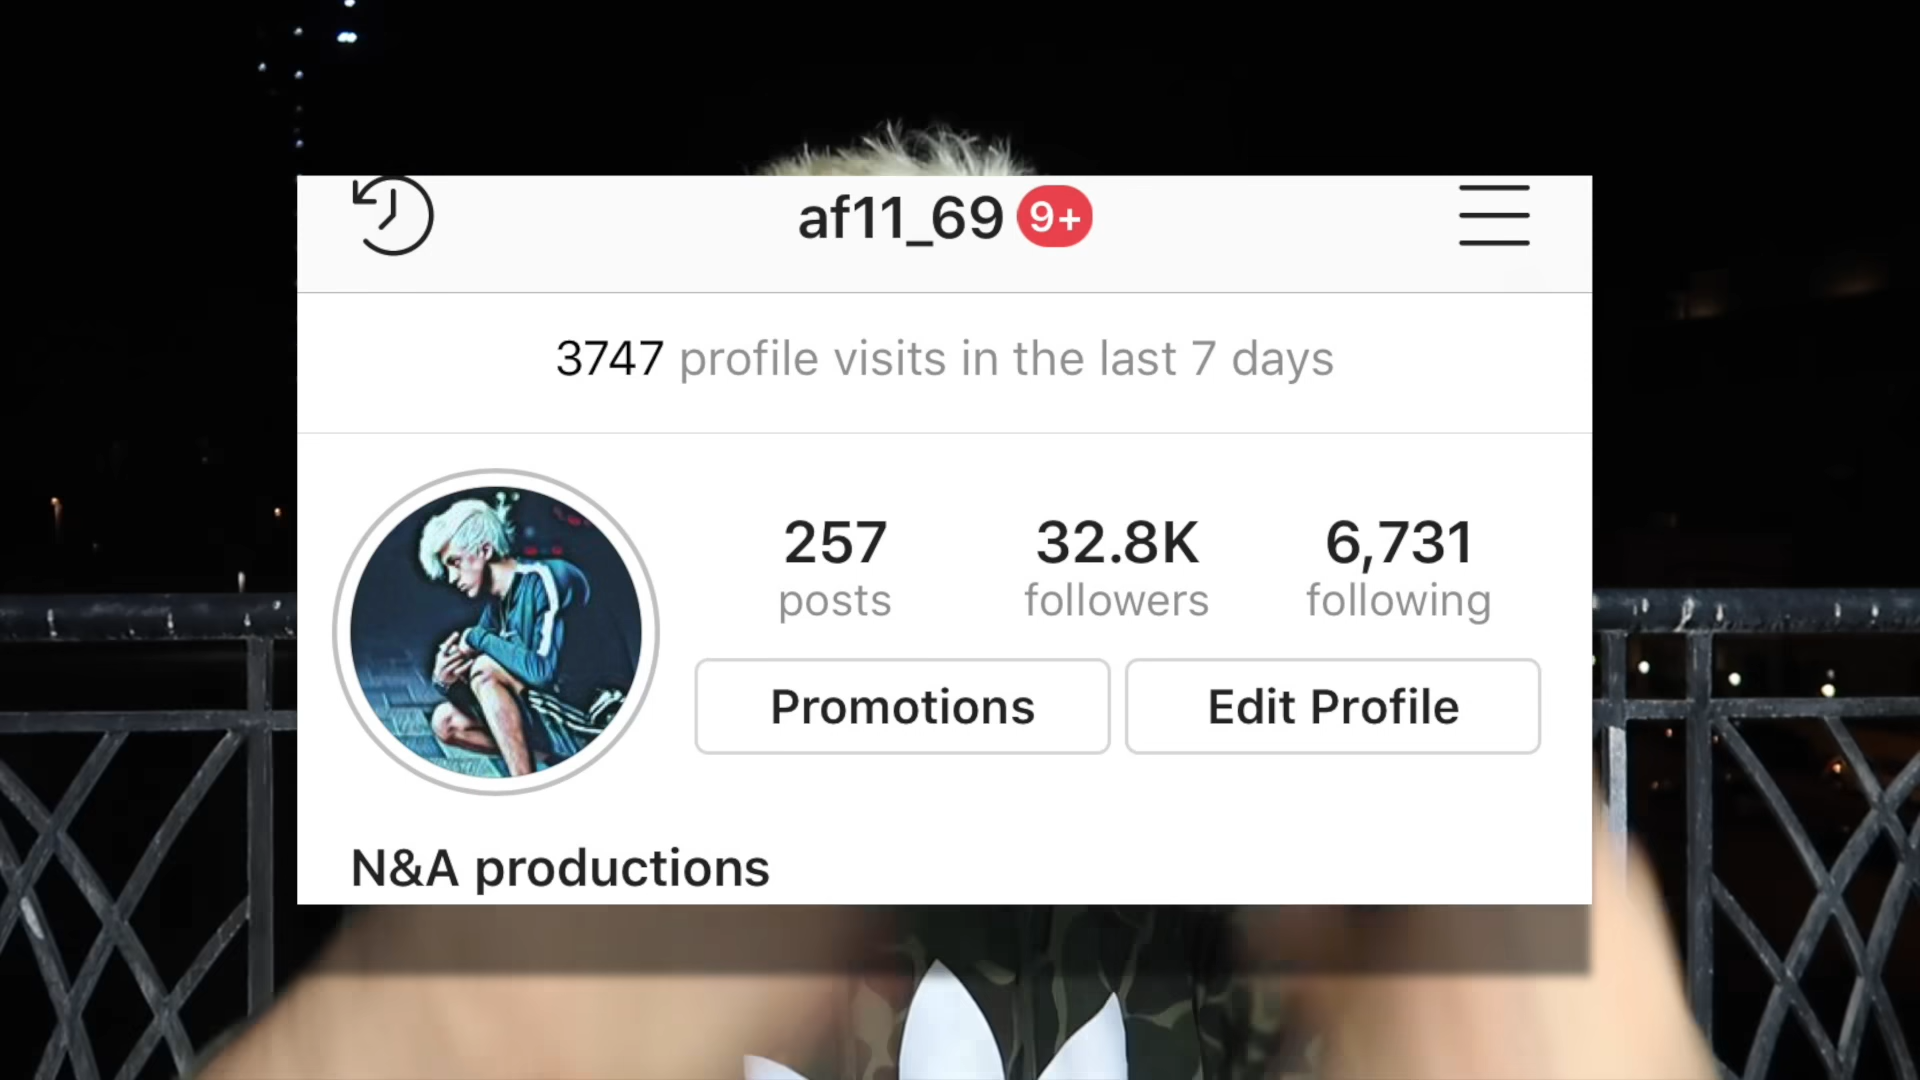 af11_69 9+
3747 profile visits in the last 7 days
257 32.8K 6,731
posts followers following
Promotions Edit Profile
N&A productions